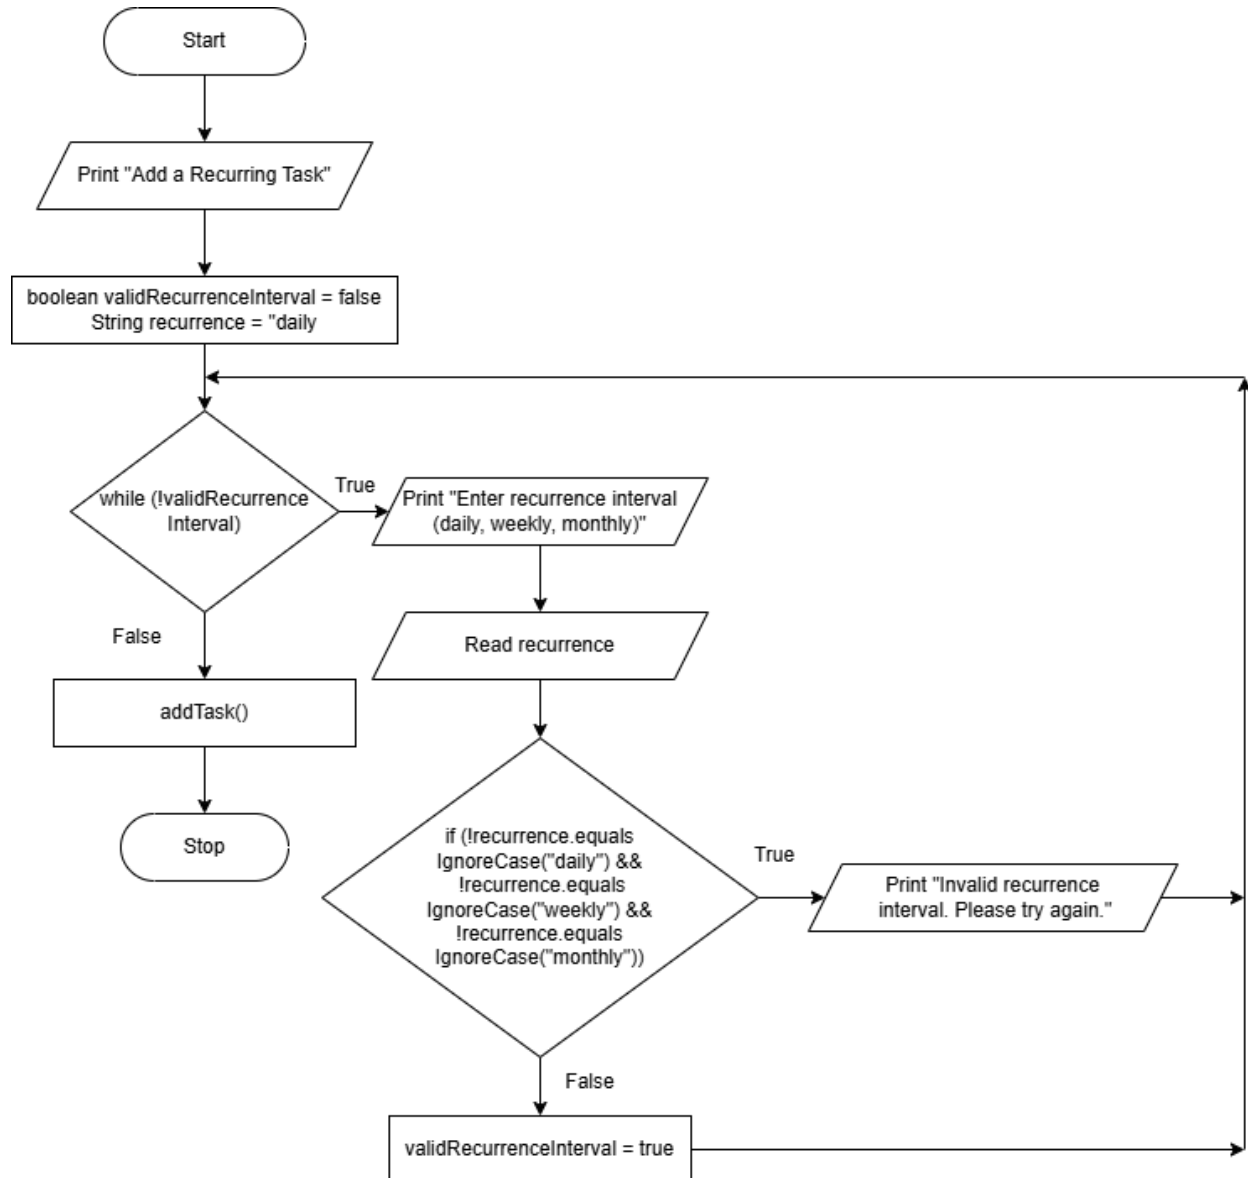 Start
Print "Add a Recurring Task"
boolean validRecurrenceInterval = false
String recurrence = "daily
while (!validRecurrence
Interval)
True
Print "Enter recurrence interval
(daily, weekly, monthly)"
False
Read recurrence
addTask()
Stop
if (!recurrence.equals
IgnoreCase("daily") &&
!recurrence.equals
IgnoreCase("weekly") &&
!recurrence.equals
IgnoreCase("monthly"))
True
Print "Invalid recurrence
interval. Please try again."
False
validRecurrenceInterval = true